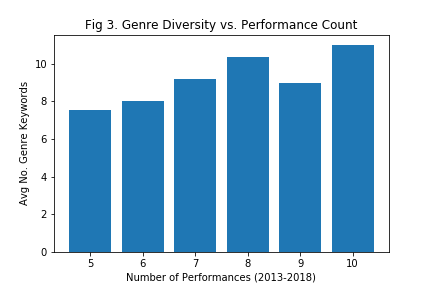 Fig 3. Genre Diversity vs. Performance Count
Avg No. Genre Keywords
10
8
6
4
2
0
5 6 7 8 9 10
Number of Performances (2013-2018)